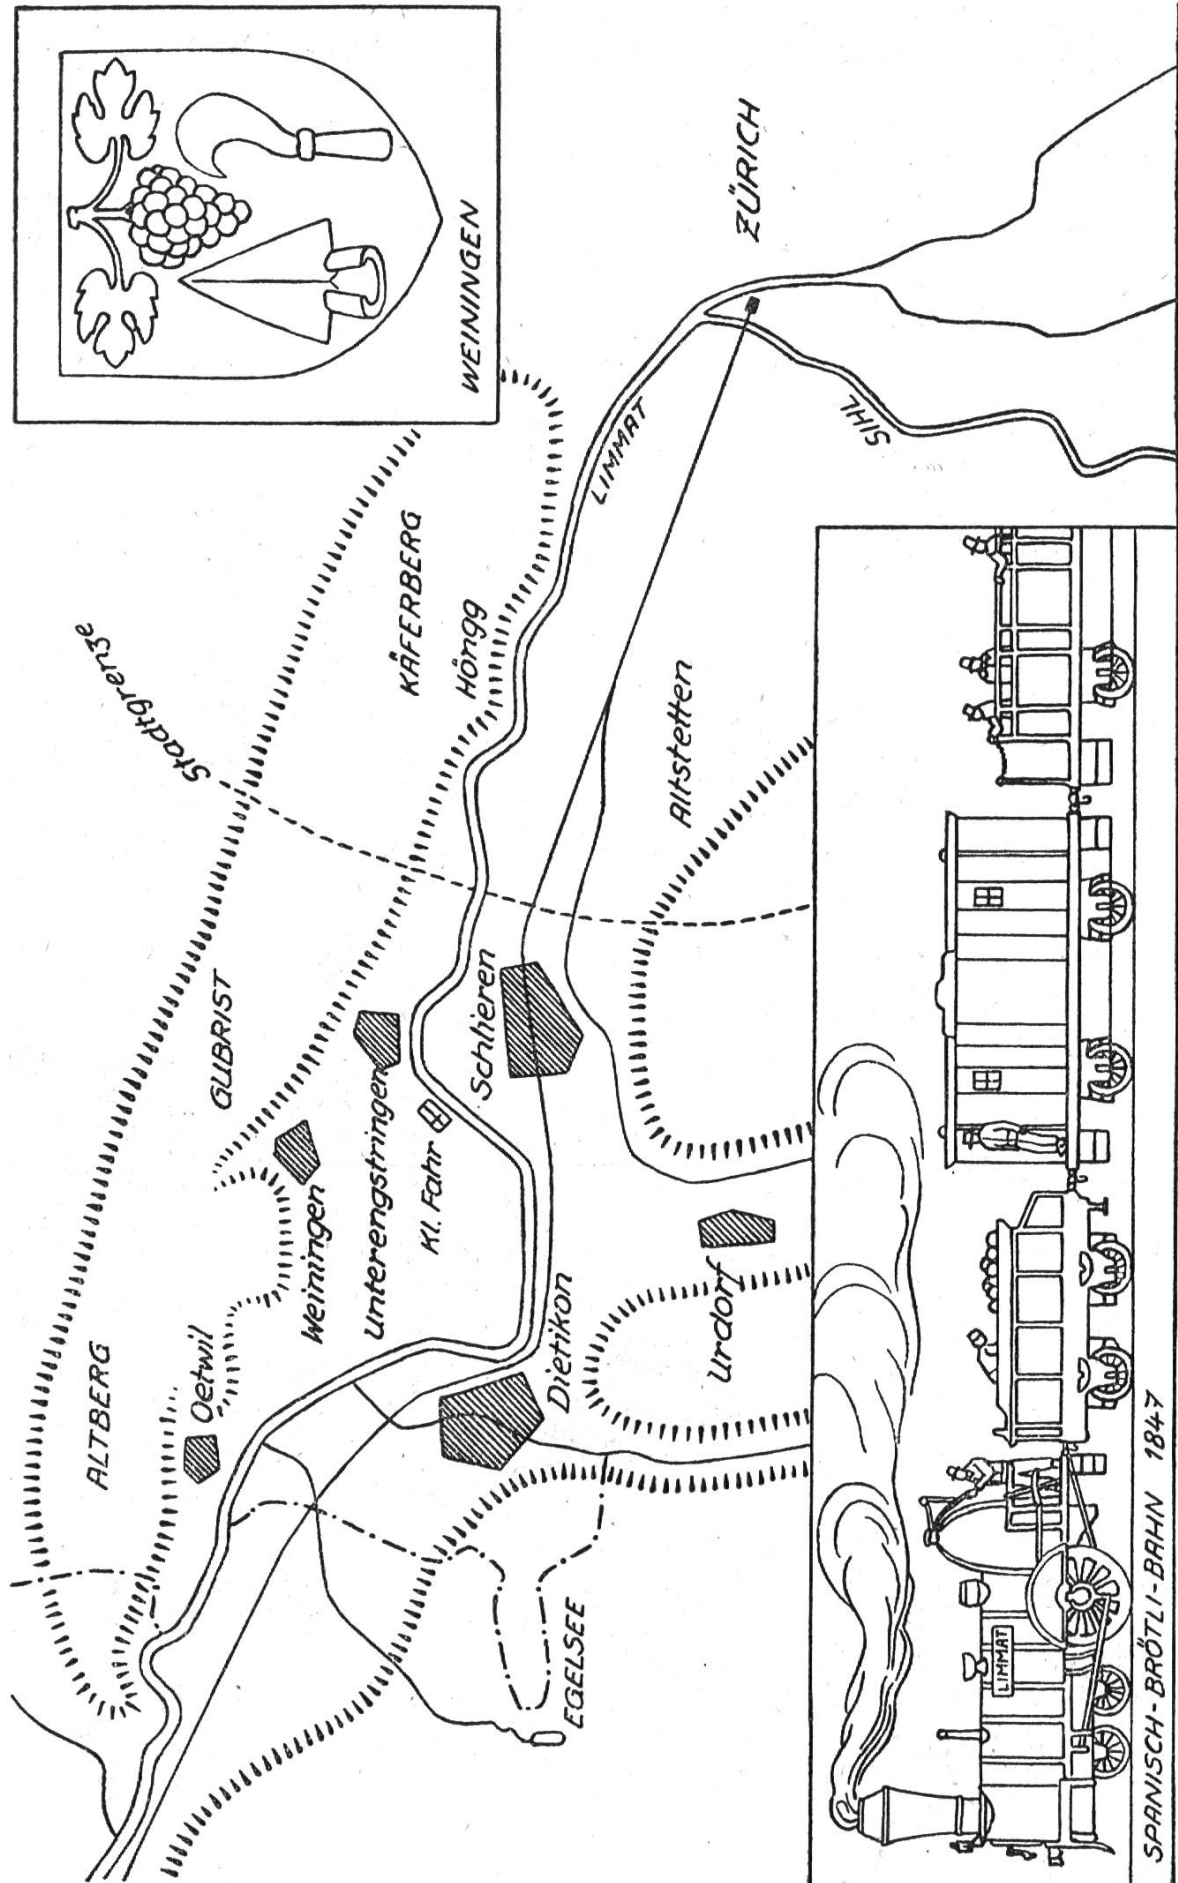 WEININGEN
ZÜRICH
LIMMAT
SIHL
Stadtgrenze
KÄFERBERG
Höngg
Altstetten
GUBRIST
Schlieren
Unterengstringen
Kl. Fahr
Weiningen
Urdorf
Dietikon
Oetwil
ALTBERG
EGELSEE
LIMMAT
SPANISCH-BRÖTLI-BAHN 1847